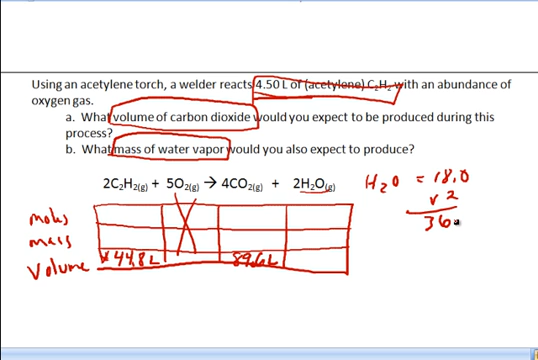 Using an acetylene torch, a welder reacts 4.50 L of (acetylene) C₂H₂ with an abundance of
oxygen gas.
a. What volume of carbon dioxide would you expect to be produced during this
process?
b. What mass of water vapor would you also expect to produce?
2C₂H₂(g) + 5O₂(g) → 4CO₂(g) + 2H₂O(g)
H₂O = 18.0
x 2
36.
moles
mass
Volume 44.8 L 89.6 L